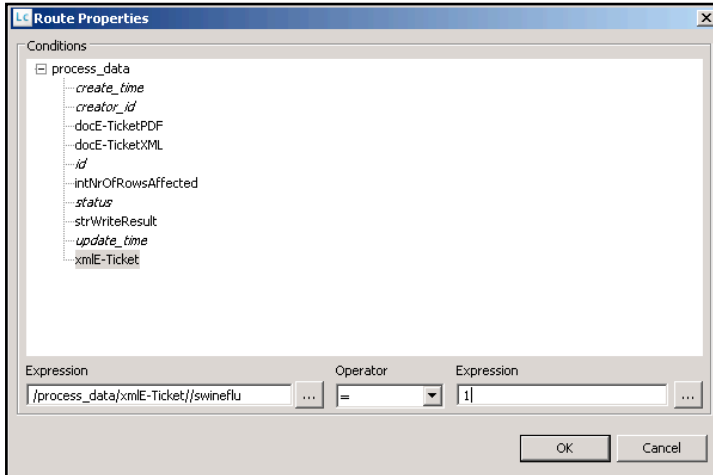 LC Route Properties
Conditions
process_data
create_time
creator_id
docE-TicketPDF
docE-TicketXML
id
intNrOfRowsAffected
status
strWriteResult
update_time
xmlE-Ticket
Expression Operator Expression
/process_data/xmlE-Ticket//swineflu ... = 1 ...
OK Cancel